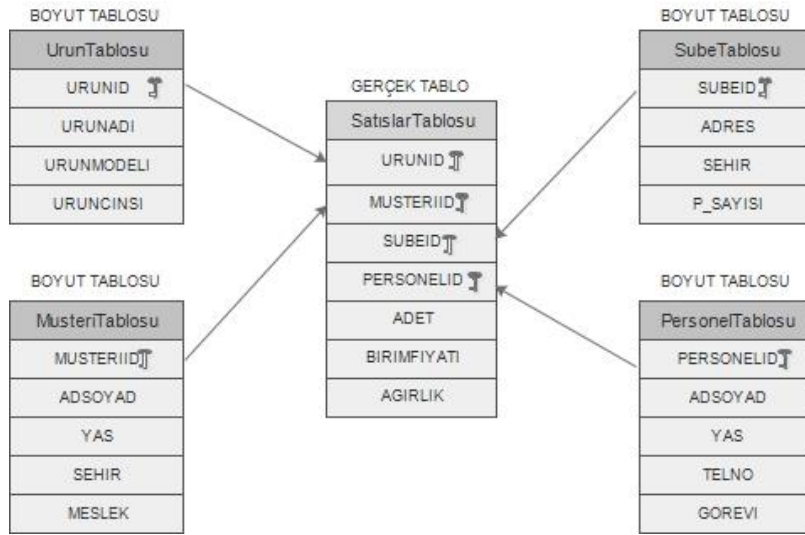 BOYUT TABLOSU
UrunTablosu
URUNID
URUNADI
URUNMODELI
URUNCINSI
BOYUT TABLOSU
MusteriTablosu
MUSTERIID
ADSOYAD
YAS
SEHIR
MESLEK
GERÇEK TABLO
SatıslarTablosu
URUNID
MUSTERIID
SUBEID
PERSONELID
ADET
BIRIMFIYATI
AGIRLIK
BOYUT TABLOSU
SubeTablosu
SUBEID
ADRES
SEHIR
P_SAYISI
BOYUT TABLOSU
PersonelTablosu
PERSONELID
ADSOYAD
YAS
TELNO
GOREVI